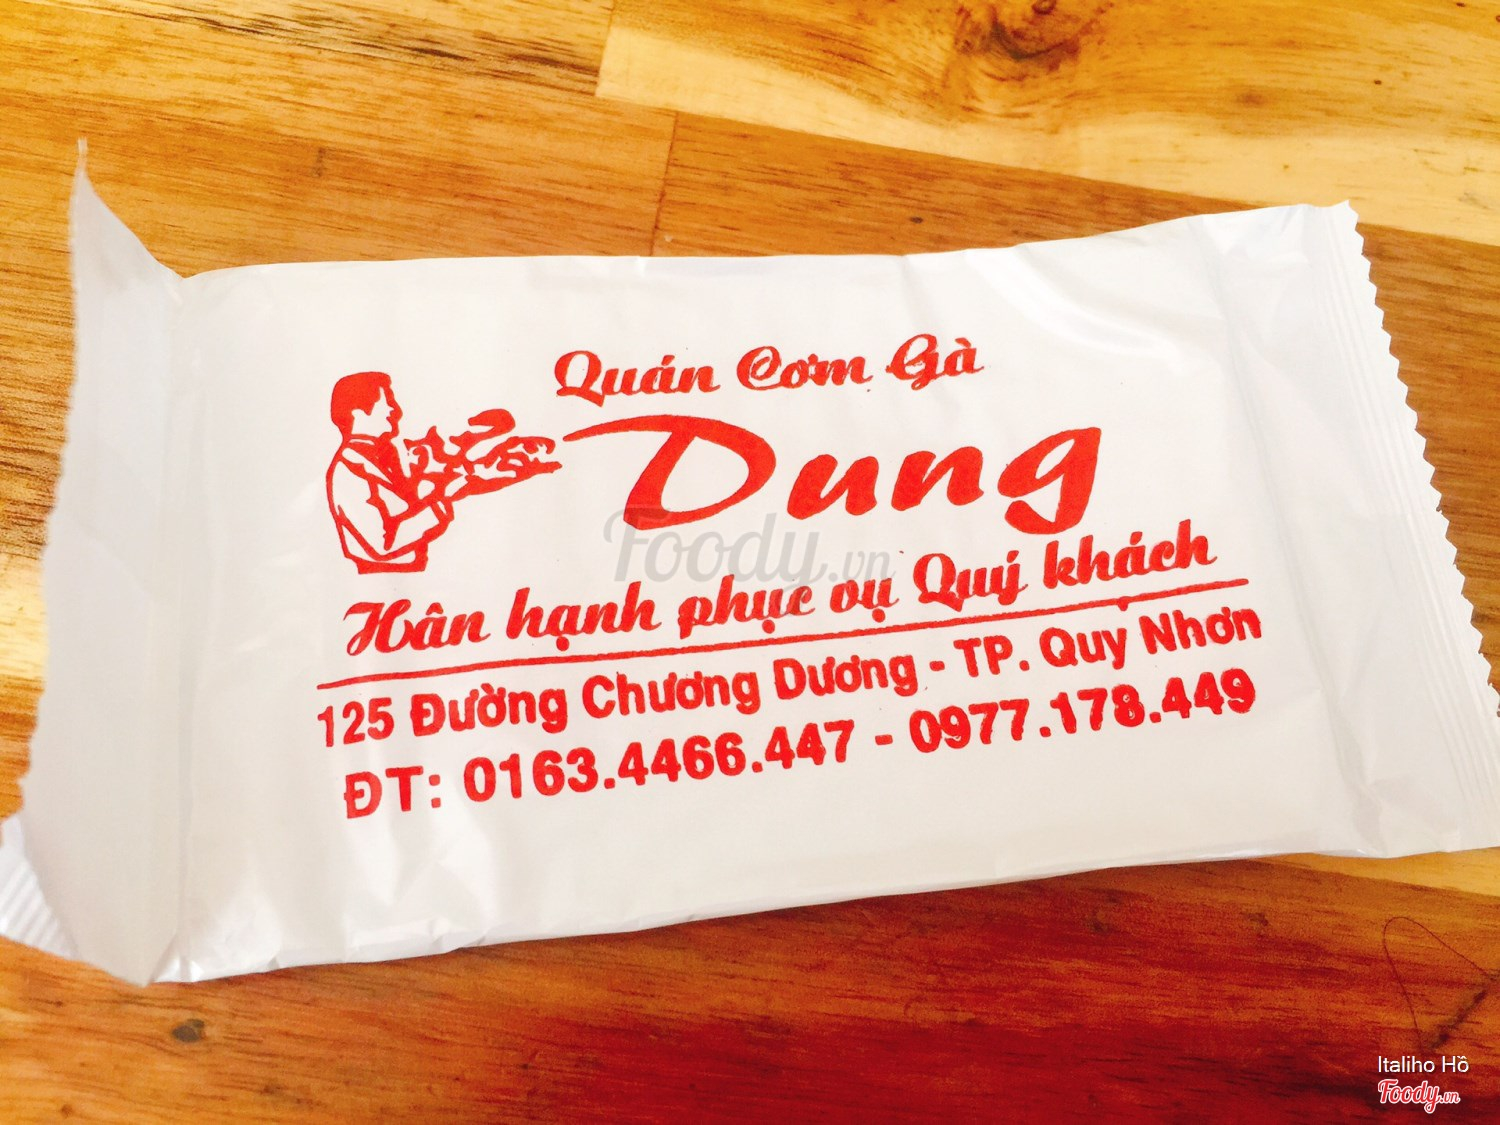 Quán Cơm Gà
Dung
Hân hạnh phục vụ Quý khách
125 Đường Chương Dương - TP. Quy Nhơn
ĐT: 0163.4466.447 - 0977.178.449
Foody.vn
Italiho Hồ
Foody.vn